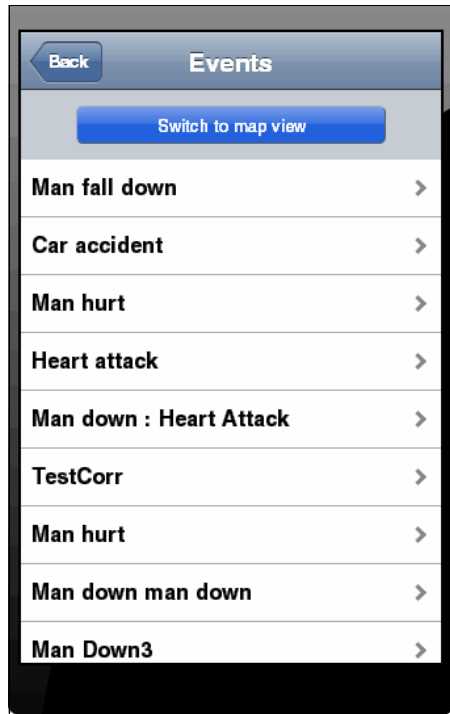 Back
Events
Switch to map view
Man fall down
Car accident
Man hurt
Heart attack
Man down : Heart Attack
TestCorr
Man hurt
Man down man down
Man Down3